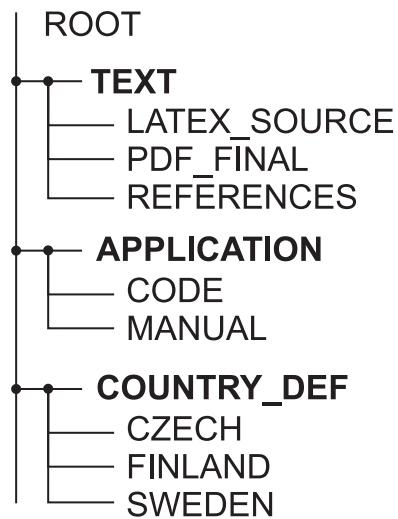 ROOT
TEXT
LATEX_SOURCE
PDF_FINAL
REFERENCES
APPLICATION
CODE
MANUAL
COUNTRY_DEF
CZECH
FINLAND
SWEDEN